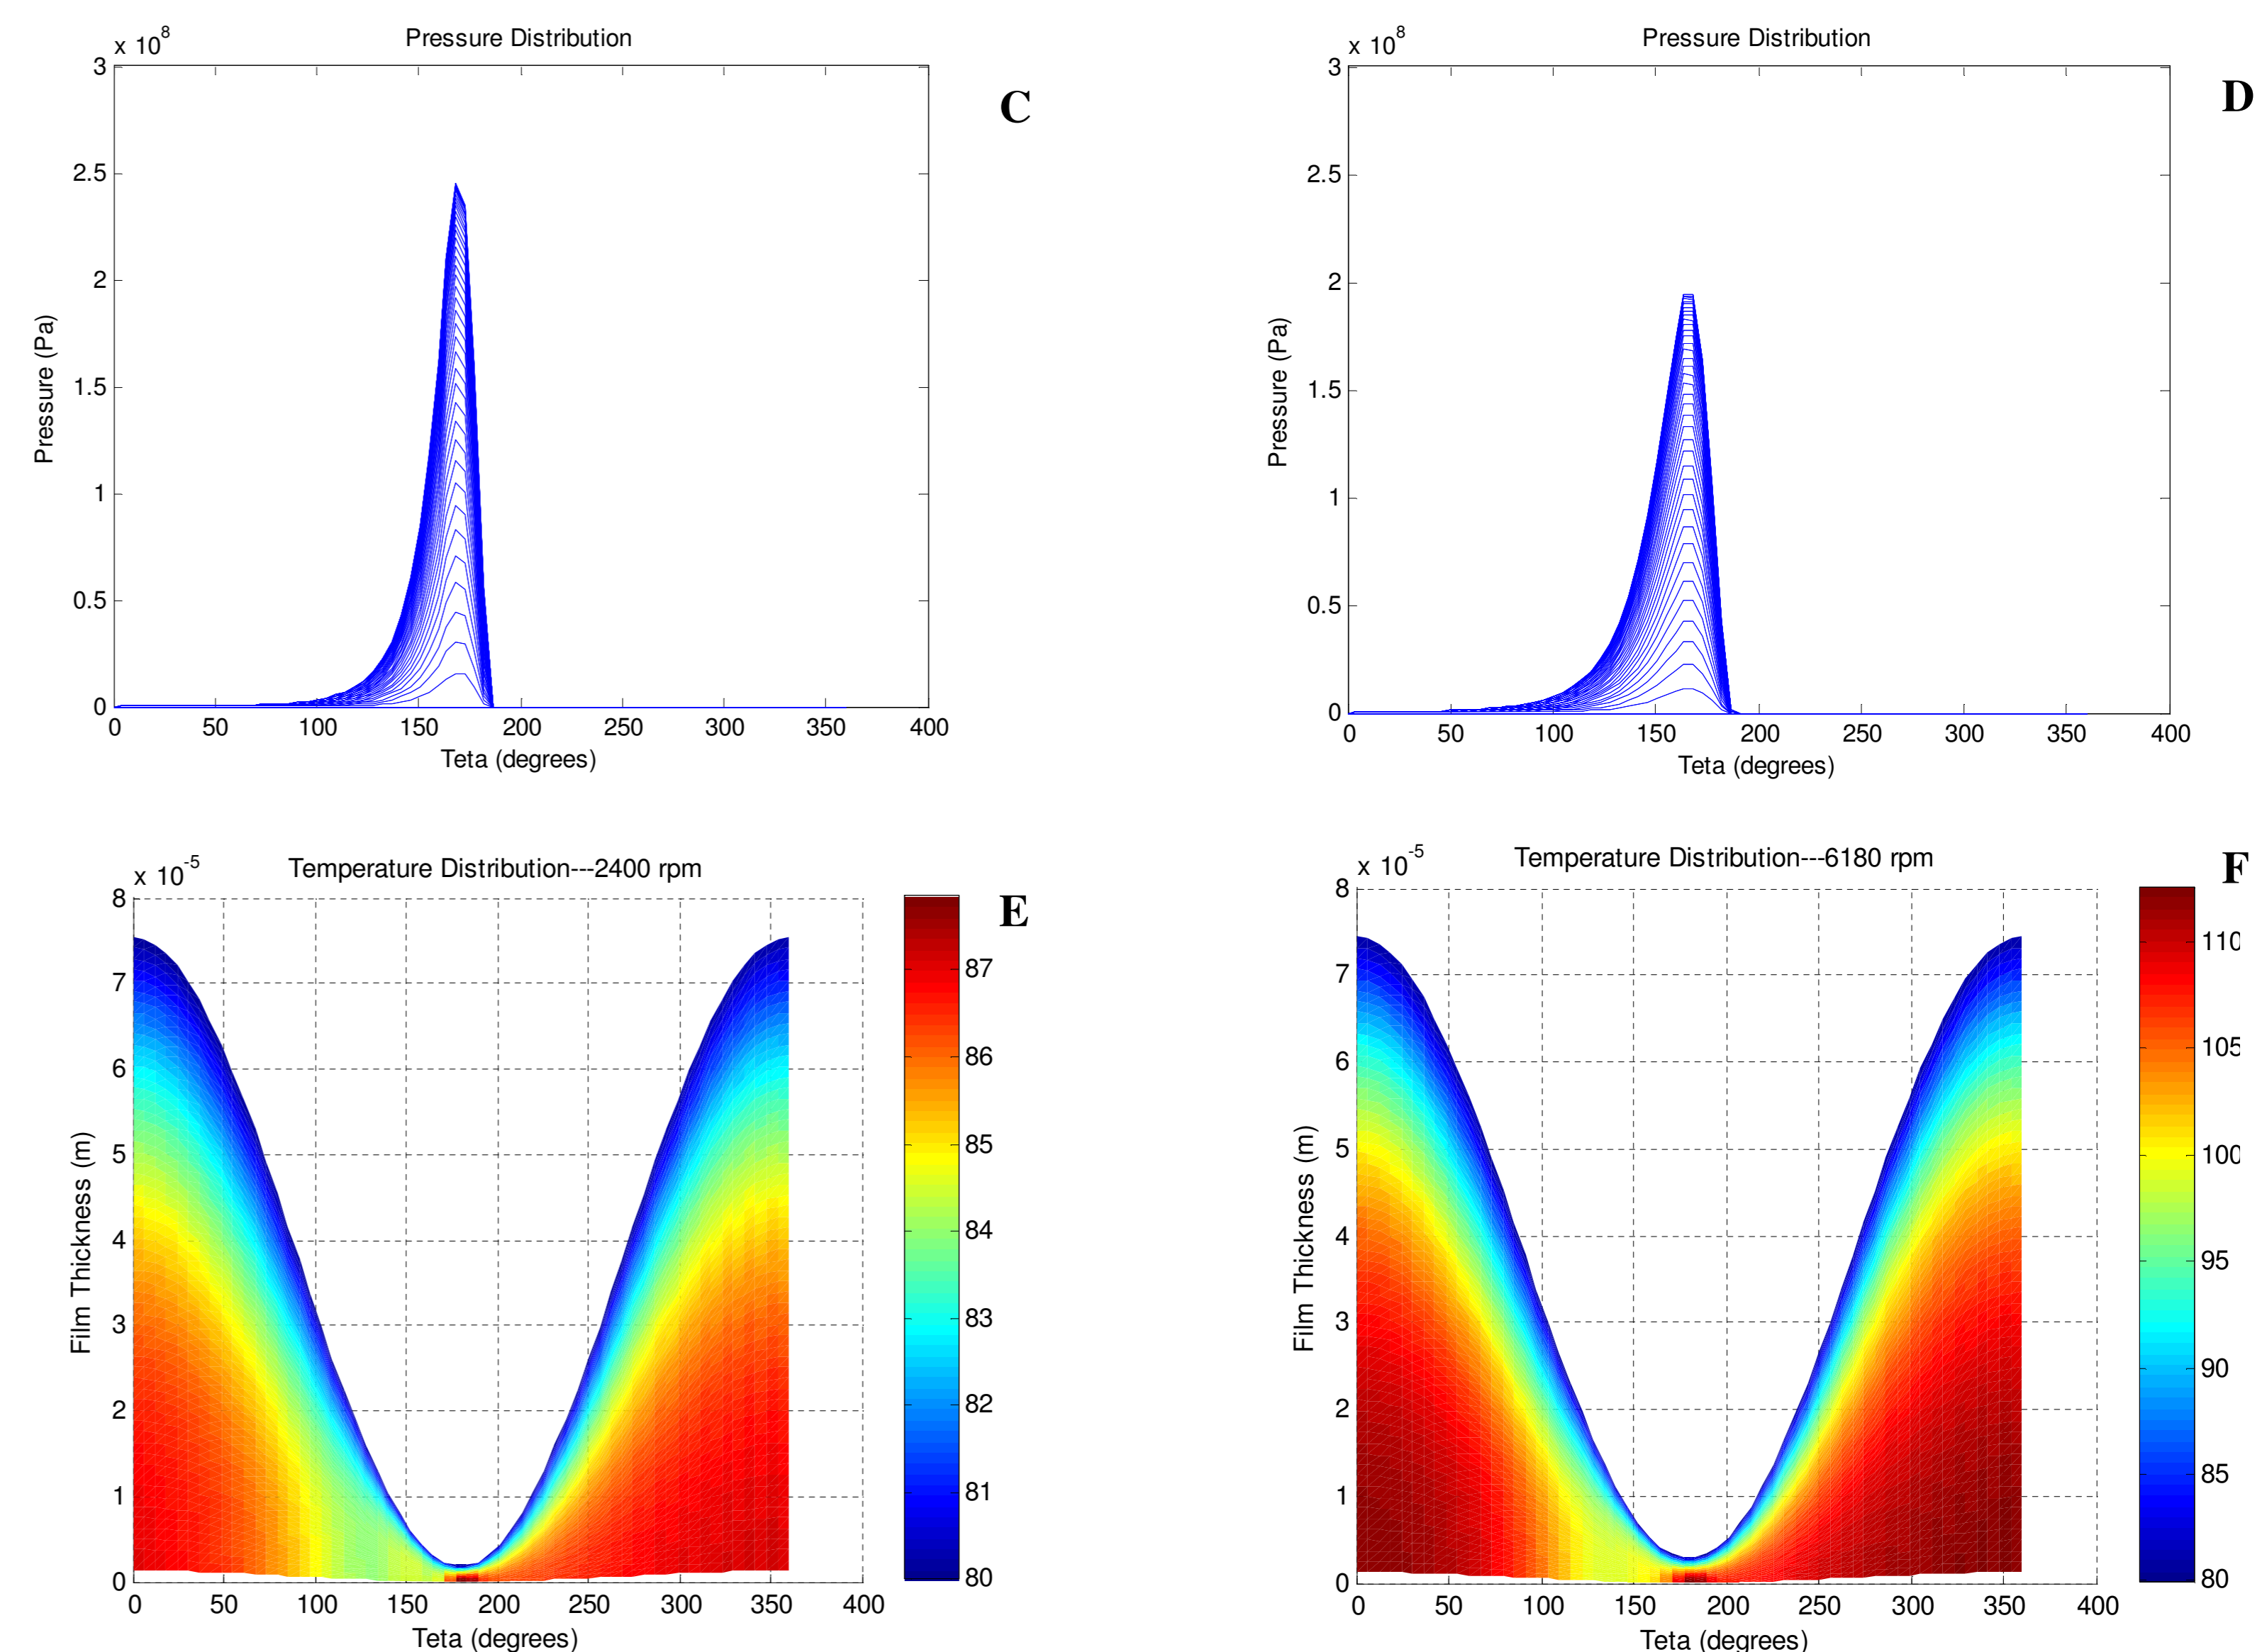 Pressure Distribution
x 10^8
C
3
2.5
2
1.5
1
0.5
0
Pressure (Pa)
0 50 100 150 200 250 300 350 400
Teta (degrees)
Pressure Distribution
x 10^8
D
3
2.5
2
1.5
1
0.5
0
Pressure (Pa)
0 50 100 150 200 250 300 350 400
Teta (degrees)
Temperature Distribution---2400 rpm
x 10^-5
E
8
7
6
5
4
3
2
1
0
Film Thickness (m)
0 50 100 150 200 250 300 350 400
Teta (degrees)
87
86
85
84
83
82
81
80
Temperature Distribution---6180 rpm
x 10^-5
F
8
7
6
5
4
3
2
1
0
Film Thickness (m)
0 50 100 150 200 250 300 350 400
Teta (degrees)
110
105
100
95
90
85
80